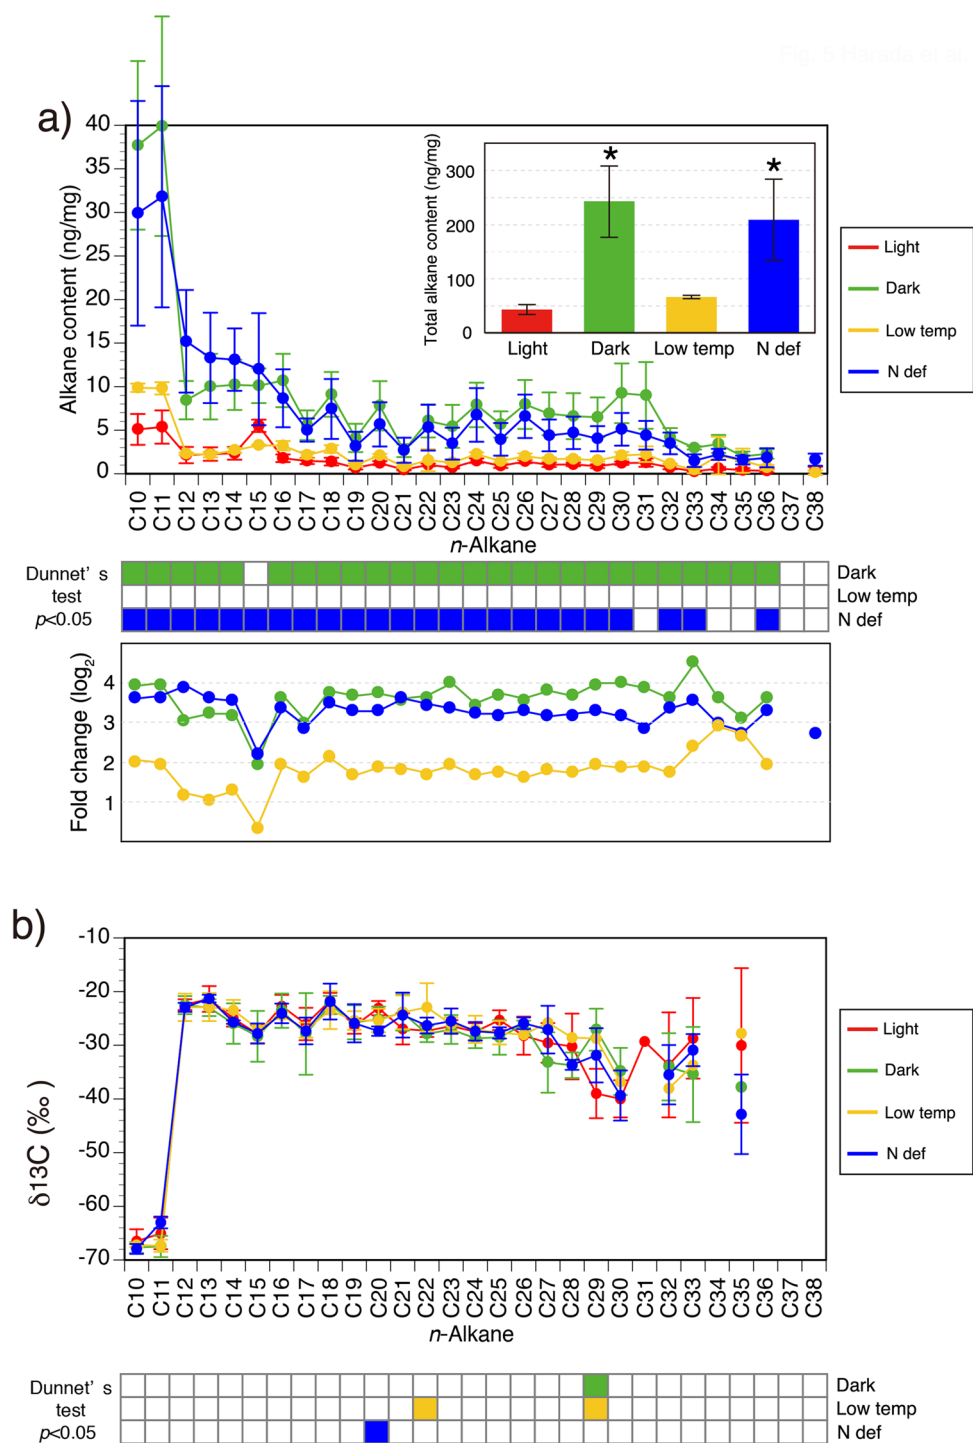 Fig. 5 Harada et al.
a)
40
35
30
25
20
15
10
5
0
Alkane content (ng/mg)
300
200
100
0
Total alkane content (ng/mg)
* *
Light Dark Low temp N def
Light
Dark
Low temp
N def
C10 C11 C12 C13 C14 C15 C16 C17 C18 C19 C20 C21 C22 C23 C24 C25 C26 C27 C28 C29 C30 C31 C32 C33 C34 C35 C36 C37 C38
n-Alkane
Dunnet’ s
test
p<0.05
Dark
Low temp
N def
4
3
2
1
Fold change (log2)
b)
-10
-20
-30
-40
-50
-60
-70
δ13C (‰)
Light
Dark
Low temp
N def
C10 C11 C12 C13 C14 C15 C16 C17 C18 C19 C20 C21 C22 C23 C24 C25 C26 C27 C28 C29 C30 C31 C32 C33 C34 C35 C36 C37 C38
n-Alkane
Dunnet’ s
test
p<0.05
Dark
Low temp
N def